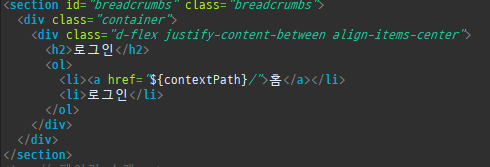 <section id="breadcrumbs" class="breadcrumbs">
<div class="container">
<div class="d-flex justify-content-between align-items-center">
<h2>로그인</h2>
<ol>
<li><a href="${contextPath}/">홈</a></li>
<li>로그인</li>
</ol>
</div>
</div>
</section>